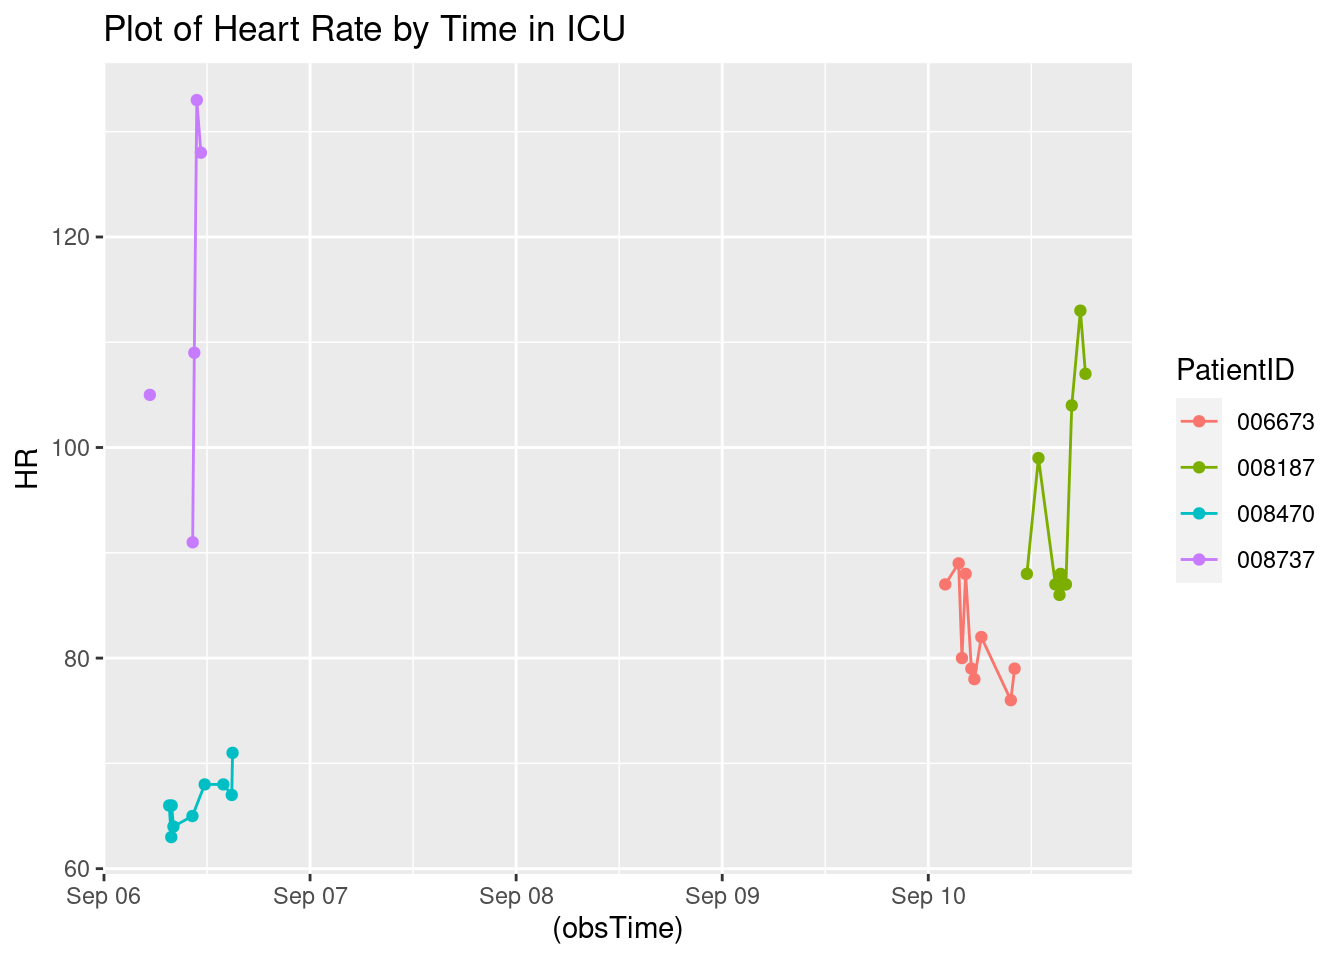 Plot of Heart Rate by Time in ICU
120
100
80
60
HR
Sep 06
Sep 07
Sep 08
Sep 09
Sep 10
(obsTime)
PatientID
006673
008187
008470
008737